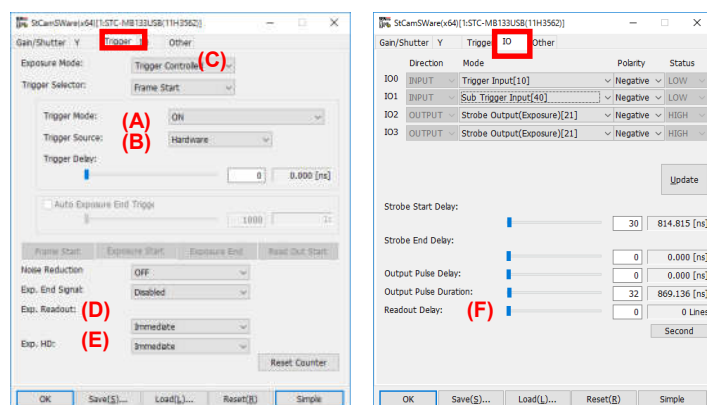 StCamSWare(x64)[1:STC-MB133USB(11H3562)]
Gain/Shutter Y Trigger Other
Exposure Mode: Trigger Controlled (C)
Trigger Selector: Frame Start
Trigger Mode: (A) ON
Trigger Source: (B) Hardware
Trigger Delay:
0 0.000 [ns]
Auto Exposure End Trigge
1000
Frame Start Exposure Start Exposure End Read Out Start
Noise Reduction OFF
Exp. End Signal: Disabled
Exp. Readout: (D)
Immediate
Exp. HD: (E) Immediate
Reset Counter
OK Save(S)... Load(L)... Reset(R) Simple
StCamSWare(x64)[1:STC-MB133USB(11H3562)]
Gain/Shutter Y Trigger IO Other
Direction Mode Polarity Status
IO0 INPUT Trigger Input[10] Negative LOW
IO1 INPUT Sub Trigger Input[40] Negative LOW
IO2 OUTPUT Strobe Output(Exposure)[21] Negative HIGH
IO3 OUTPUT Strobe Output(Exposure)[21] Negative HIGH
Update
Strobe Start Delay:
30 814.815 [ns]
Strobe End Delay:
0 0.000 [ns]
Output Pulse Delay: 0 0.000 [ns]
Output Pulse Duration: 32 869.136 [ns]
Readout Delay: (F) 0 0 Lines
Second
OK Save(S)... Load(L)... Reset(R) Simple